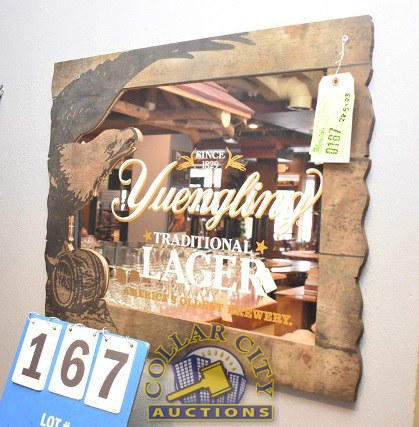 SINCE
1829
Yuengling
TRADITIONAL
LAGER
AMERICA'S OLDEST BREWERY.
0187
167
LOT #
COLLAR CITY
AUCTIONS